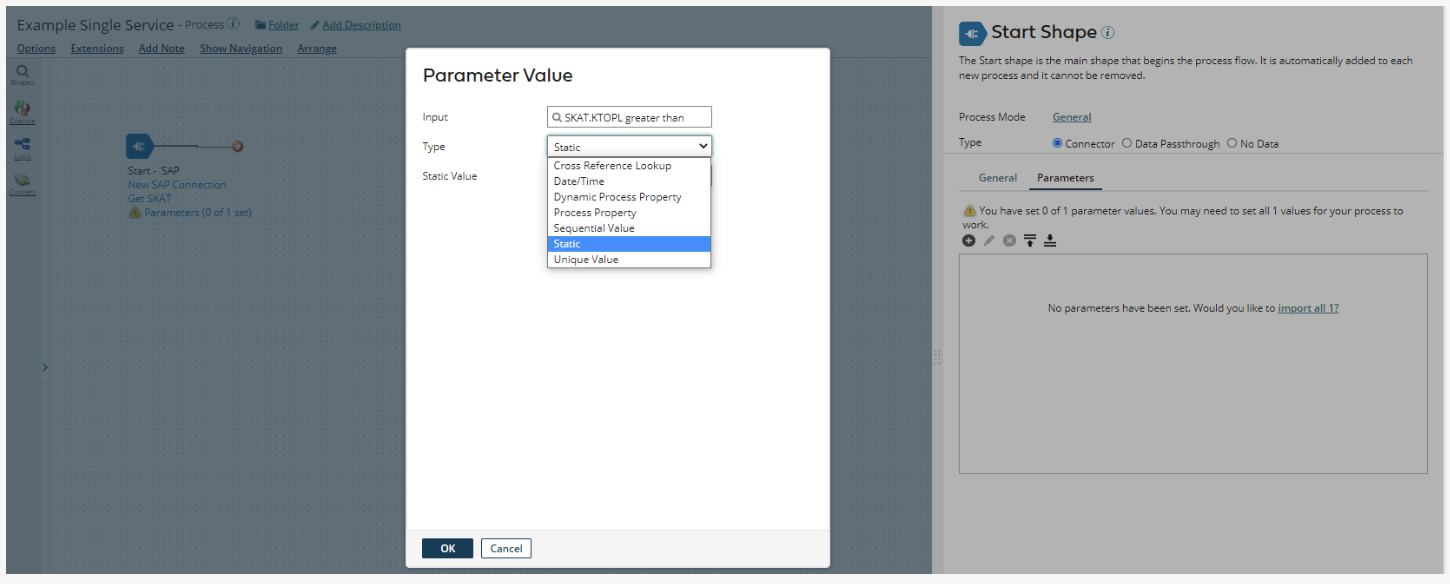 Example Single Service - Process Folder Add Description
Options Extensions Add Note Show Navigation Arrange
Shapes
Execute
Logic
Connect
Start - SAP
New SAP Connection
Get SKAT
Parameters (0 of 1 set)
Parameter Value
Input SKAT.KTOPL greater than
Type Static
Cross Reference Lookup
Date/Time
Dynamic Process Property
Process Property
Sequential Value
Static
Unique Value
Static Value
OK Cancel
Start Shape
The Start shape is the main shape that begins the process flow. It is automatically added to each
new process and it cannot be removed.
Process Mode General
Type Connector Data Passthrough No Data
General Parameters
You have set 0 of 1 parameter values. You may need to set all 1 values for your process to
work.
No parameters have been set. Would you like to import all 1?